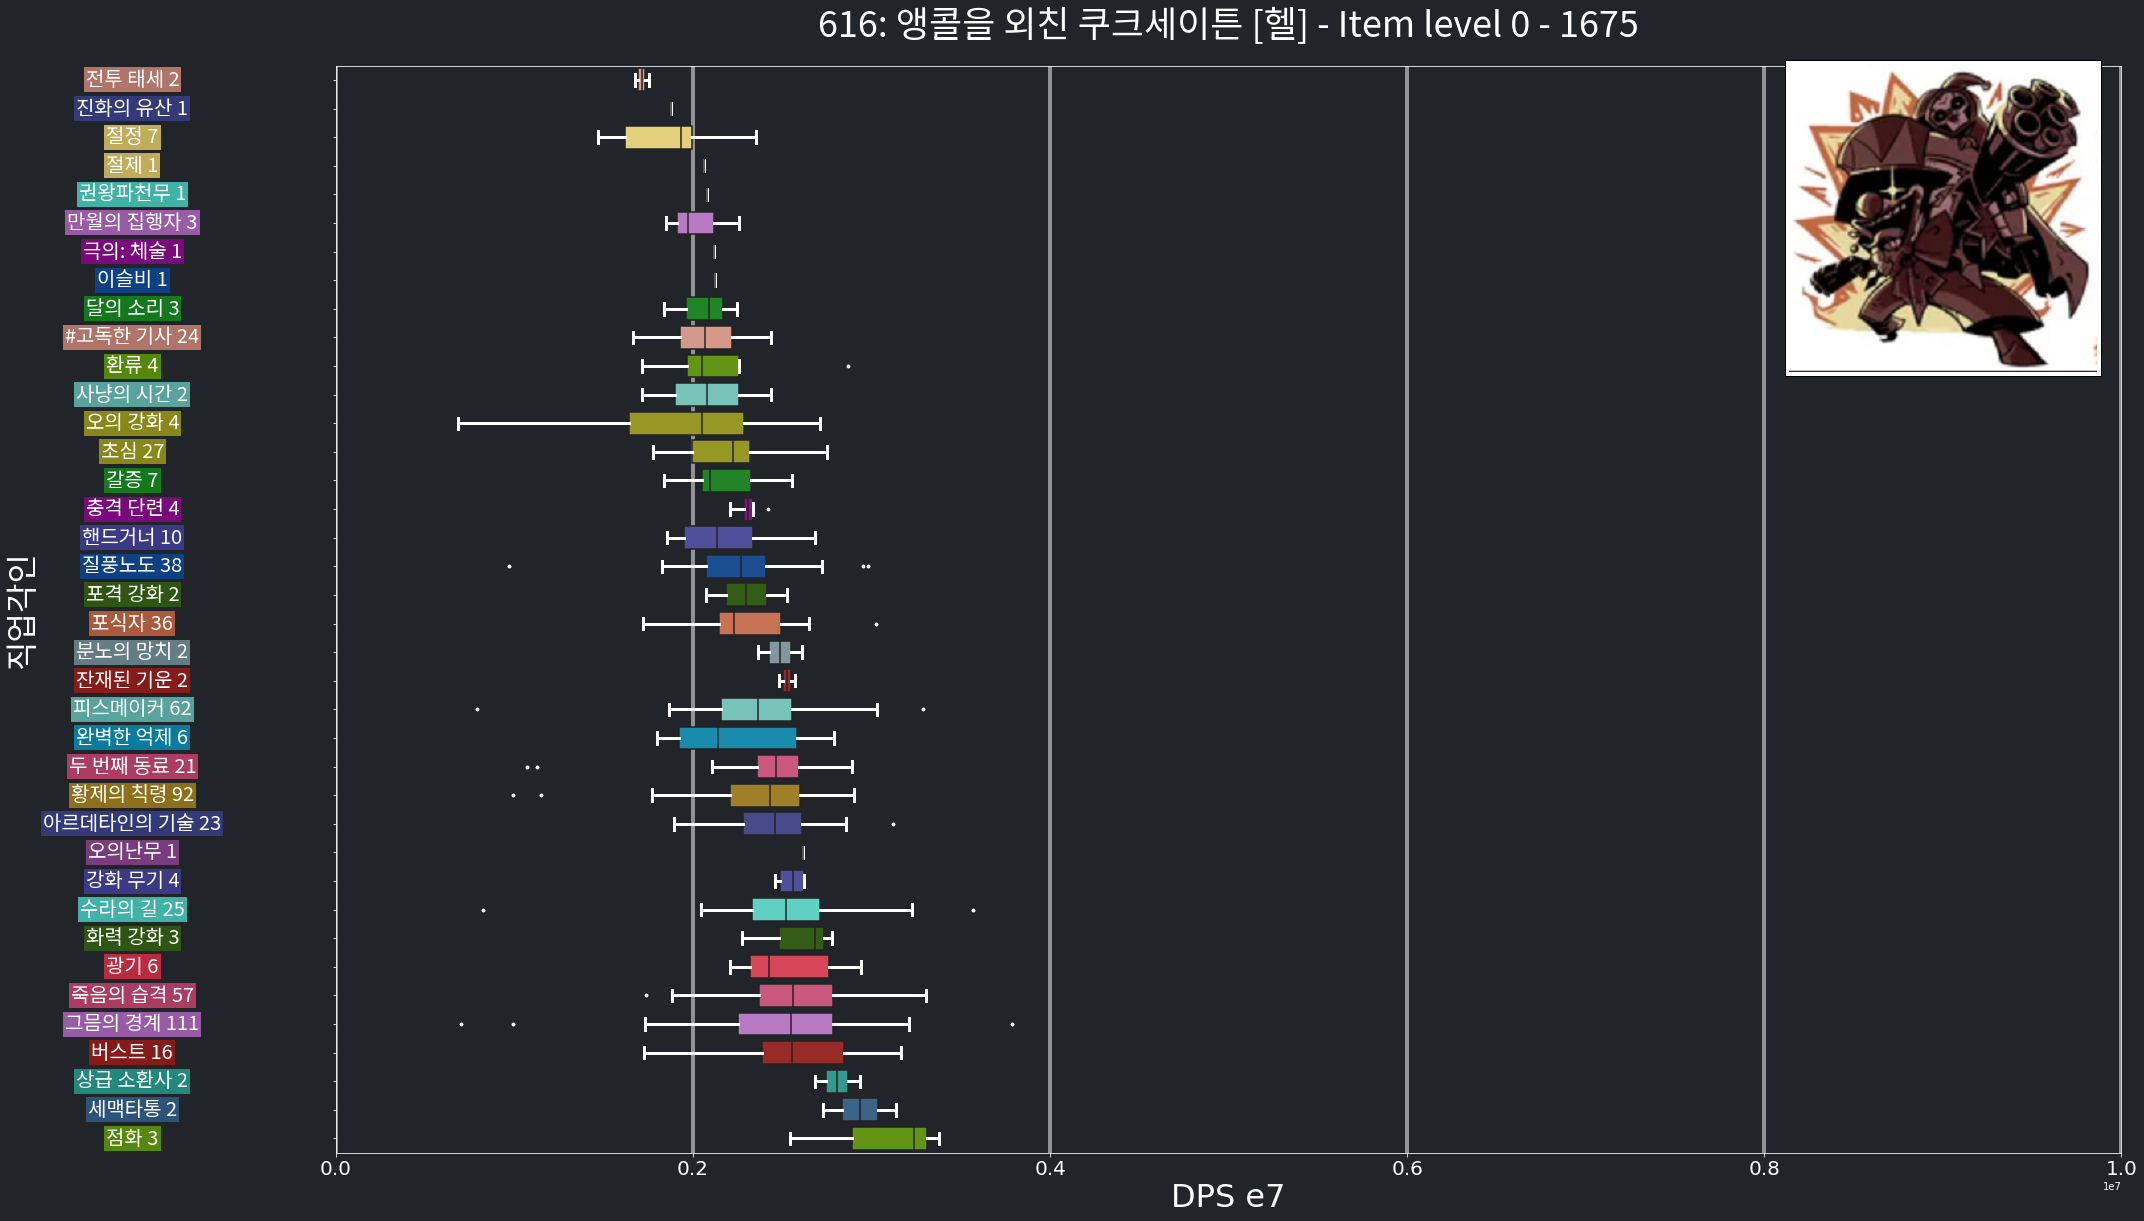 616: 앵콜을 외친 쿠크세이튼 [헬] - Item level 0 - 1675
직업각인
전투 태세 2
진화의 유산 1
절정 7
절제 1
권왕파천무 1
만월의 집행자 3
극의: 체술 1
이슬비 1
달의 소리 3
#고독한 기사 24
환류 4
사냥의 시간 2
오의 강화 4
초심 27
갈증 7
충격 단련 4
핸드거너 10
질풍노도 38
포격 강화 2
포식자 36
분노의 망치 2
잔재된 기운 2
피스메이커 62
완벽한 억제 6
두 번째 동료 21
황제의 칙령 92
아르데타인의 기술 23
오의난무 1
강화 무기 4
수라의 길 25
화력 강화 3
광기 6
죽음의 습격 57
그믐의 경계 111
버스트 16
상급 소환사 2
세맥타통 2
점화 3
0.0 0.2 0.4 0.6 0.8 1.0
1e7
DPS e7